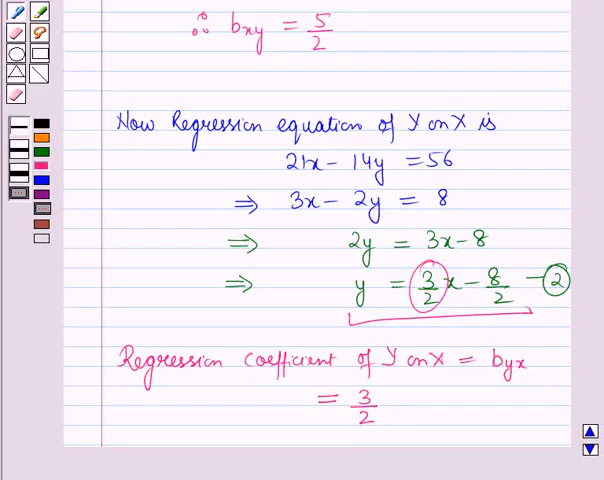 ∴ bxy = 5/2
Now Regression equation of Y on X is
21x - 14y = 56
⇒ 3x - 2y = 8
⇒ 2y = 3x - 8
⇒ y = 3/2 x - 8/2 - 2
Regression coefficient of Y on X = byx
= 3/2